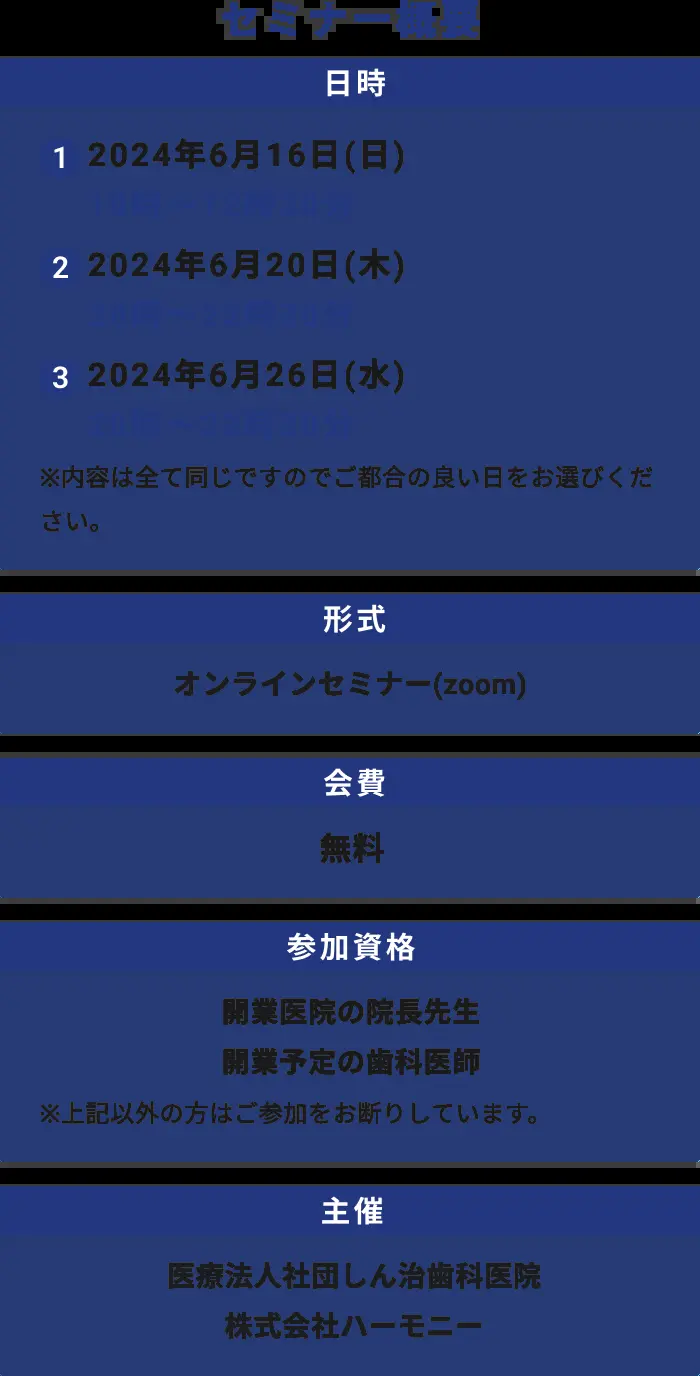 セミナー概要
日時
1 2024年6月16日(日)
2 2024年6月20日(木)
3 2024年6月26日(水)
※内容は全て同じですのでご都合の良い日をお選びくだ
さい。
形式
オンラインセミナー(zoom)
会費
無料
参加資格
開業医院の院長先生
開業予定の歯科医師
※上記以外の方はご参加をお断りしています。
主催
医療法人社団しん治歯科医院
株式会社ハーモニー